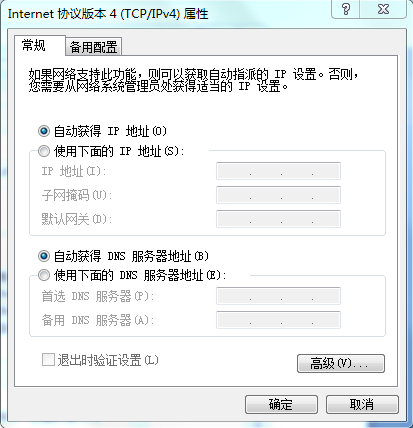 Internet 协议版本 4 (TCP/IPv4) 属性
常规 备用配置
如果网络支持此功能，则可以获取自动指派的 IP 设置。否则，
您需要从网络系统管理员处获得适当的 IP 设置。
自动获得 IP 地址(O)
使用下面的 IP 地址(S):
IP 地址(I):
子网掩码(U):
默认网关(D):
自动获得 DNS 服务器地址(B)
使用下面的 DNS 服务器地址(E):
首选 DNS 服务器(P):
备用 DNS 服务器(A):
退出时验证设置(L)
高级(V)...
确定 取消